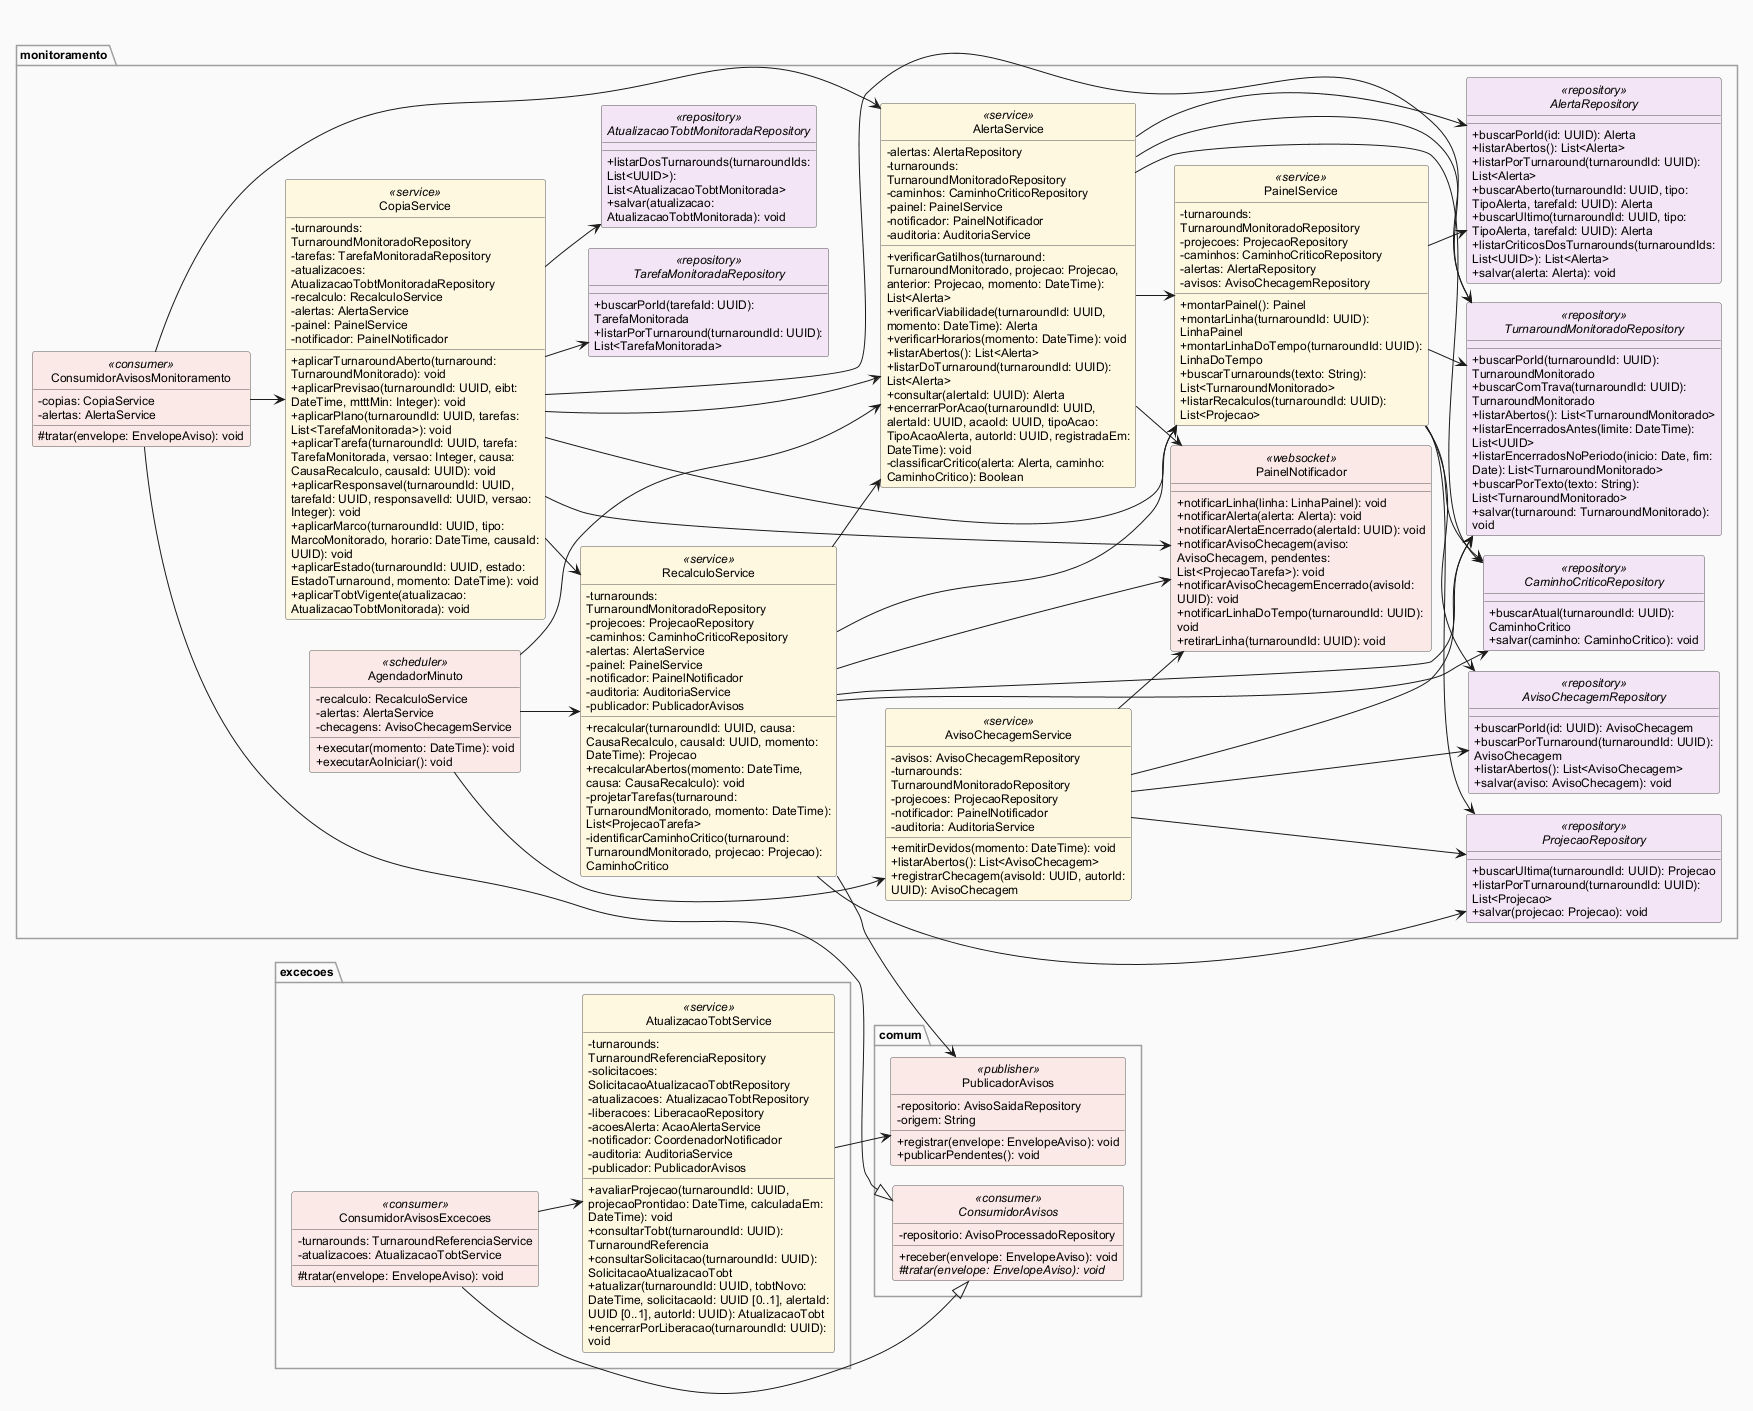 monitoramento
«consumer»
ConsumidorAvisosMonitoramento
-copias: CopiaService
-alertas: AlertaService
#tratar(envelope: EnvelopeAviso): void
«service»
CopiaService
-turnarounds:
TurnaroundMonitoradoRepository
-tarefas: TarefaMonitoradaRepository
-atualizacoes:
AtualizacaoTobtMonitoradaRepository
-recalculo: RecalculoService
-alertas: AlertaService
-painel: PainelService
-notificador: PainelNotificador
+aplicarTurnaroundAberto(turnaround:
TurnaroundMonitorado): void
+aplicarPrevisao(turnaroundId: UUID, eibt:
DateTime, mtttMin: Integer): void
+aplicarPlano(turnaroundId: UUID, tarefas:
List<TarefaMonitorada>): void
+aplicarTarefa(turnaroundId: UUID, tarefa:
TarefaMonitorada, versao: Integer, causa:
CausaRecalculo, causaId: UUID): void
+aplicarResponsavel(turnaroundId: UUID,
tarefaId: UUID, responsavelId: UUID, versao:
Integer): void
+aplicarMarco(turnaroundId: UUID, tipo:
MarcoMonitorado, horario: DateTime, causaId:
UUID): void
+aplicarEstado(turnaroundId: UUID, estado:
EstadoTurnaround, momento: DateTime): void
+aplicarTobtVigente(atualizacao:
AtualizacaoTobtMonitorada): void
«scheduler»
AgendadorMinuto
-recalculo: RecalculoService
-alertas: AlertaService
-checagens: AvisoChecagemService
+executar(momento: DateTime): void
+executarAoIniciar(): void
«repository»
AtualizacaoTobtMonitoradaRepository
+listarDosTurnarounds(turnaroundIds:
List<UUID>):
List<AtualizacaoTobtMonitorada>
+salvar(atualizacao:
AtualizacaoTobtMonitorada): void
«repository»
TarefaMonitoradaRepository
+buscarPorId(tarefaId: UUID):
TarefaMonitorada
+listarPorTurnaround(turnaroundId: UUID):
List<TarefaMonitorada>
«service»
RecalculoService
-turnarounds:
TurnaroundMonitoradoRepository
-projecoes: ProjecaoRepository
-caminhos: CaminhoCriticoRepository
-alertas: AlertaService
-painel: PainelService
-notificador: PainelNotificador
-auditoria: AuditoriaService
-publicador: PublicadorAvisos
+recalcular(turnaroundId: UUID, causa:
CausaRecalculo, causaId: UUID, momento:
DateTime): Projecao
+recalcularAbertos(momento: DateTime,
causa: CausaRecalculo): void
-projetarTarefas(turnaround:
TurnaroundMonitorado, momento: DateTime):
List<ProjecaoTarefa>
-identificarCaminhoCritico(turnaround:
TurnaroundMonitorado, projecao: Projecao):
CaminhoCritico
«service»
AlertaService
-alertas: AlertaRepository
-turnarounds:
TurnaroundMonitoradoRepository
-caminhos: CaminhoCriticoRepository
-painel: PainelService
-notificador: PainelNotificador
-auditoria: AuditoriaService
+verificarGatilhos(turnaround:
TurnaroundMonitorado, projecao: Projecao,
anterior: Projecao, momento: DateTime):
List<Alerta>
+verificarViabilidade(turnaroundId: UUID,
momento: DateTime): Alerta
+verificarHorarios(momento: DateTime): void
+listarAbertos(): List<Alerta>
+listarDoTurnaround(turnaroundId: UUID):
List<Alerta>
+consultar(alertaId: UUID): Alerta
+encerrarPorAcao(turnaroundId: UUID,
alertaId: UUID, acaoId: UUID, tipoAcao:
TipoAcaoAlerta, autorId: UUID, registradaEm:
DateTime): void
-classificarCritico(alerta: Alerta, caminho:
CaminhoCritico): Boolean
«service»
AvisoChecagemService
-avisos: AvisoChecagemRepository
-turnarounds:
TurnaroundMonitoradoRepository
-projecoes: ProjecaoRepository
-notificador: PainelNotificador
-auditoria: AuditoriaService
+emitirDevidos(momento: DateTime): void
+listarAbertos(): List<AvisoChecagem>
+registrarChecagem(avisoId: UUID, autorId:
UUID): AvisoChecagem
«service»
PainelService
-turnarounds:
TurnaroundMonitoradoRepository
-projecoes: ProjecaoRepository
-caminhos: CaminhoCriticoRepository
-alertas: AlertaRepository
-avisos: AvisoChecagemRepository
+montarPainel(): Painel
+montarLinha(turnaroundId: UUID):
LinhaPainel
+montarLinhaDoTempo(turnaroundId: UUID):
LinhaDoTempo
+buscarTurnarounds(texto: String):
List<TurnaroundMonitorado>
+listarRecalculos(turnaroundId: UUID):
List<Projecao>
«websocket»
PainelNotificador
+notificarLinha(linha: LinhaPainel): void
+notificarAlerta(alerta: Alerta): void
+notificarAlertaEncerrado(alertaId: UUID): void
+notificarAvisoChecagem(aviso:
AvisoChecagem, pendentes:
List<ProjecaoTarefa>): void
+notificarAvisoChecagemEncerrado(avisoId:
UUID): void
+notificarLinhaDoTempo(turnaroundId: UUID):
void
+retirarLinha(turnaroundId: UUID): void
«repository»
AlertaRepository
+buscarPorId(id: UUID): Alerta
+listarAbertos(): List<Alerta>
+listarPorTurnaround(turnaroundId: UUID):
List<Alerta>
+buscarAberto(turnaroundId: UUID, tipo:
TipoAlerta, tarefaId: UUID): Alerta
+buscarUltimo(turnaroundId: UUID, tipo:
TipoAlerta, tarefaId: UUID): Alerta
+listarCriticosDosTurnarounds(turnaroundIds:
List<UUID>): List<Alerta>
+salvar(alerta: Alerta): void
«repository»
TurnaroundMonitoradoRepository
+buscarPorId(turnaroundId: UUID):
TurnaroundMonitorado
+buscarComTrava(turnaroundId: UUID):
TurnaroundMonitorado
+listarAbertos(): List<TurnaroundMonitorado>
+listarEncerradosAntes(limite: DateTime):
List<UUID>
+listarEncerradosNoPeriodo(inicio: Date, fim:
Date): List<TurnaroundMonitorado>
+buscarPorTexto(texto: String):
List<TurnaroundMonitorado>
+salvar(turnaround: TurnaroundMonitorado):
void
«repository»
CaminhoCriticoRepository
+buscarAtual(turnaroundId: UUID):
CaminhoCritico
+salvar(caminho: CaminhoCritico): void
«repository»
AvisoChecagemRepository
+buscarPorId(id: UUID): AvisoChecagem
+buscarPorTurnaround(turnaroundId: UUID):
AvisoChecagem
+listarAbertos(): List<AvisoChecagem>
+salvar(aviso: AvisoChecagem): void
«repository»
ProjecaoRepository
+buscarUltima(turnaroundId: UUID): Projecao
+listarPorTurnaround(turnaroundId: UUID):
List<Projecao>
+salvar(projecao: Projecao): void
excecoes
«consumer»
ConsumidorAvisosExcecoes
-turnarounds: TurnaroundReferenciaService
-atualizacoes: AtualizacaoTobtService
#tratar(envelope: EnvelopeAviso): void
«service»
AtualizacaoTobtService
-turnarounds:
TurnaroundReferenciaRepository
-solicitacoes:
SolicitacaoAtualizacaoTobtRepository
-atualizacoes: AtualizacaoTobtRepository
-liberacoes: LiberacaoRepository
-acoesAlerta: AcaoAlertaService
-notificador: CoordenadorNotificador
-auditoria: AuditoriaService
-publicador: PublicadorAvisos
+avaliarProjecao(turnaroundId: UUID,
projecaoProntidao: DateTime, calculadaEm:
DateTime): void
+consultarTobt(turnaroundId: UUID):
TurnaroundReferencia
+consultarSolicitacao(turnaroundId: UUID):
SolicitacaoAtualizacaoTobt
+atualizar(turnaroundId: UUID, tobtNovo:
DateTime, solicitacaoId: UUID [0..1], alertaId:
UUID [0..1], autorId: UUID): AtualizacaoTobt
+encerrarPorLiberacao(turnaroundId: UUID):
void
comum
«publisher»
PublicadorAvisos
-repositorio: AvisoSaidaRepository
-origem: String
+registrar(envelope: EnvelopeAviso): void
+publicarPendentes(): void
«consumer»
ConsumidorAvisos
-repositorio: AvisoProcessadoRepository
+receber(envelope: EnvelopeAviso): void
#tratar(envelope: EnvelopeAviso): void